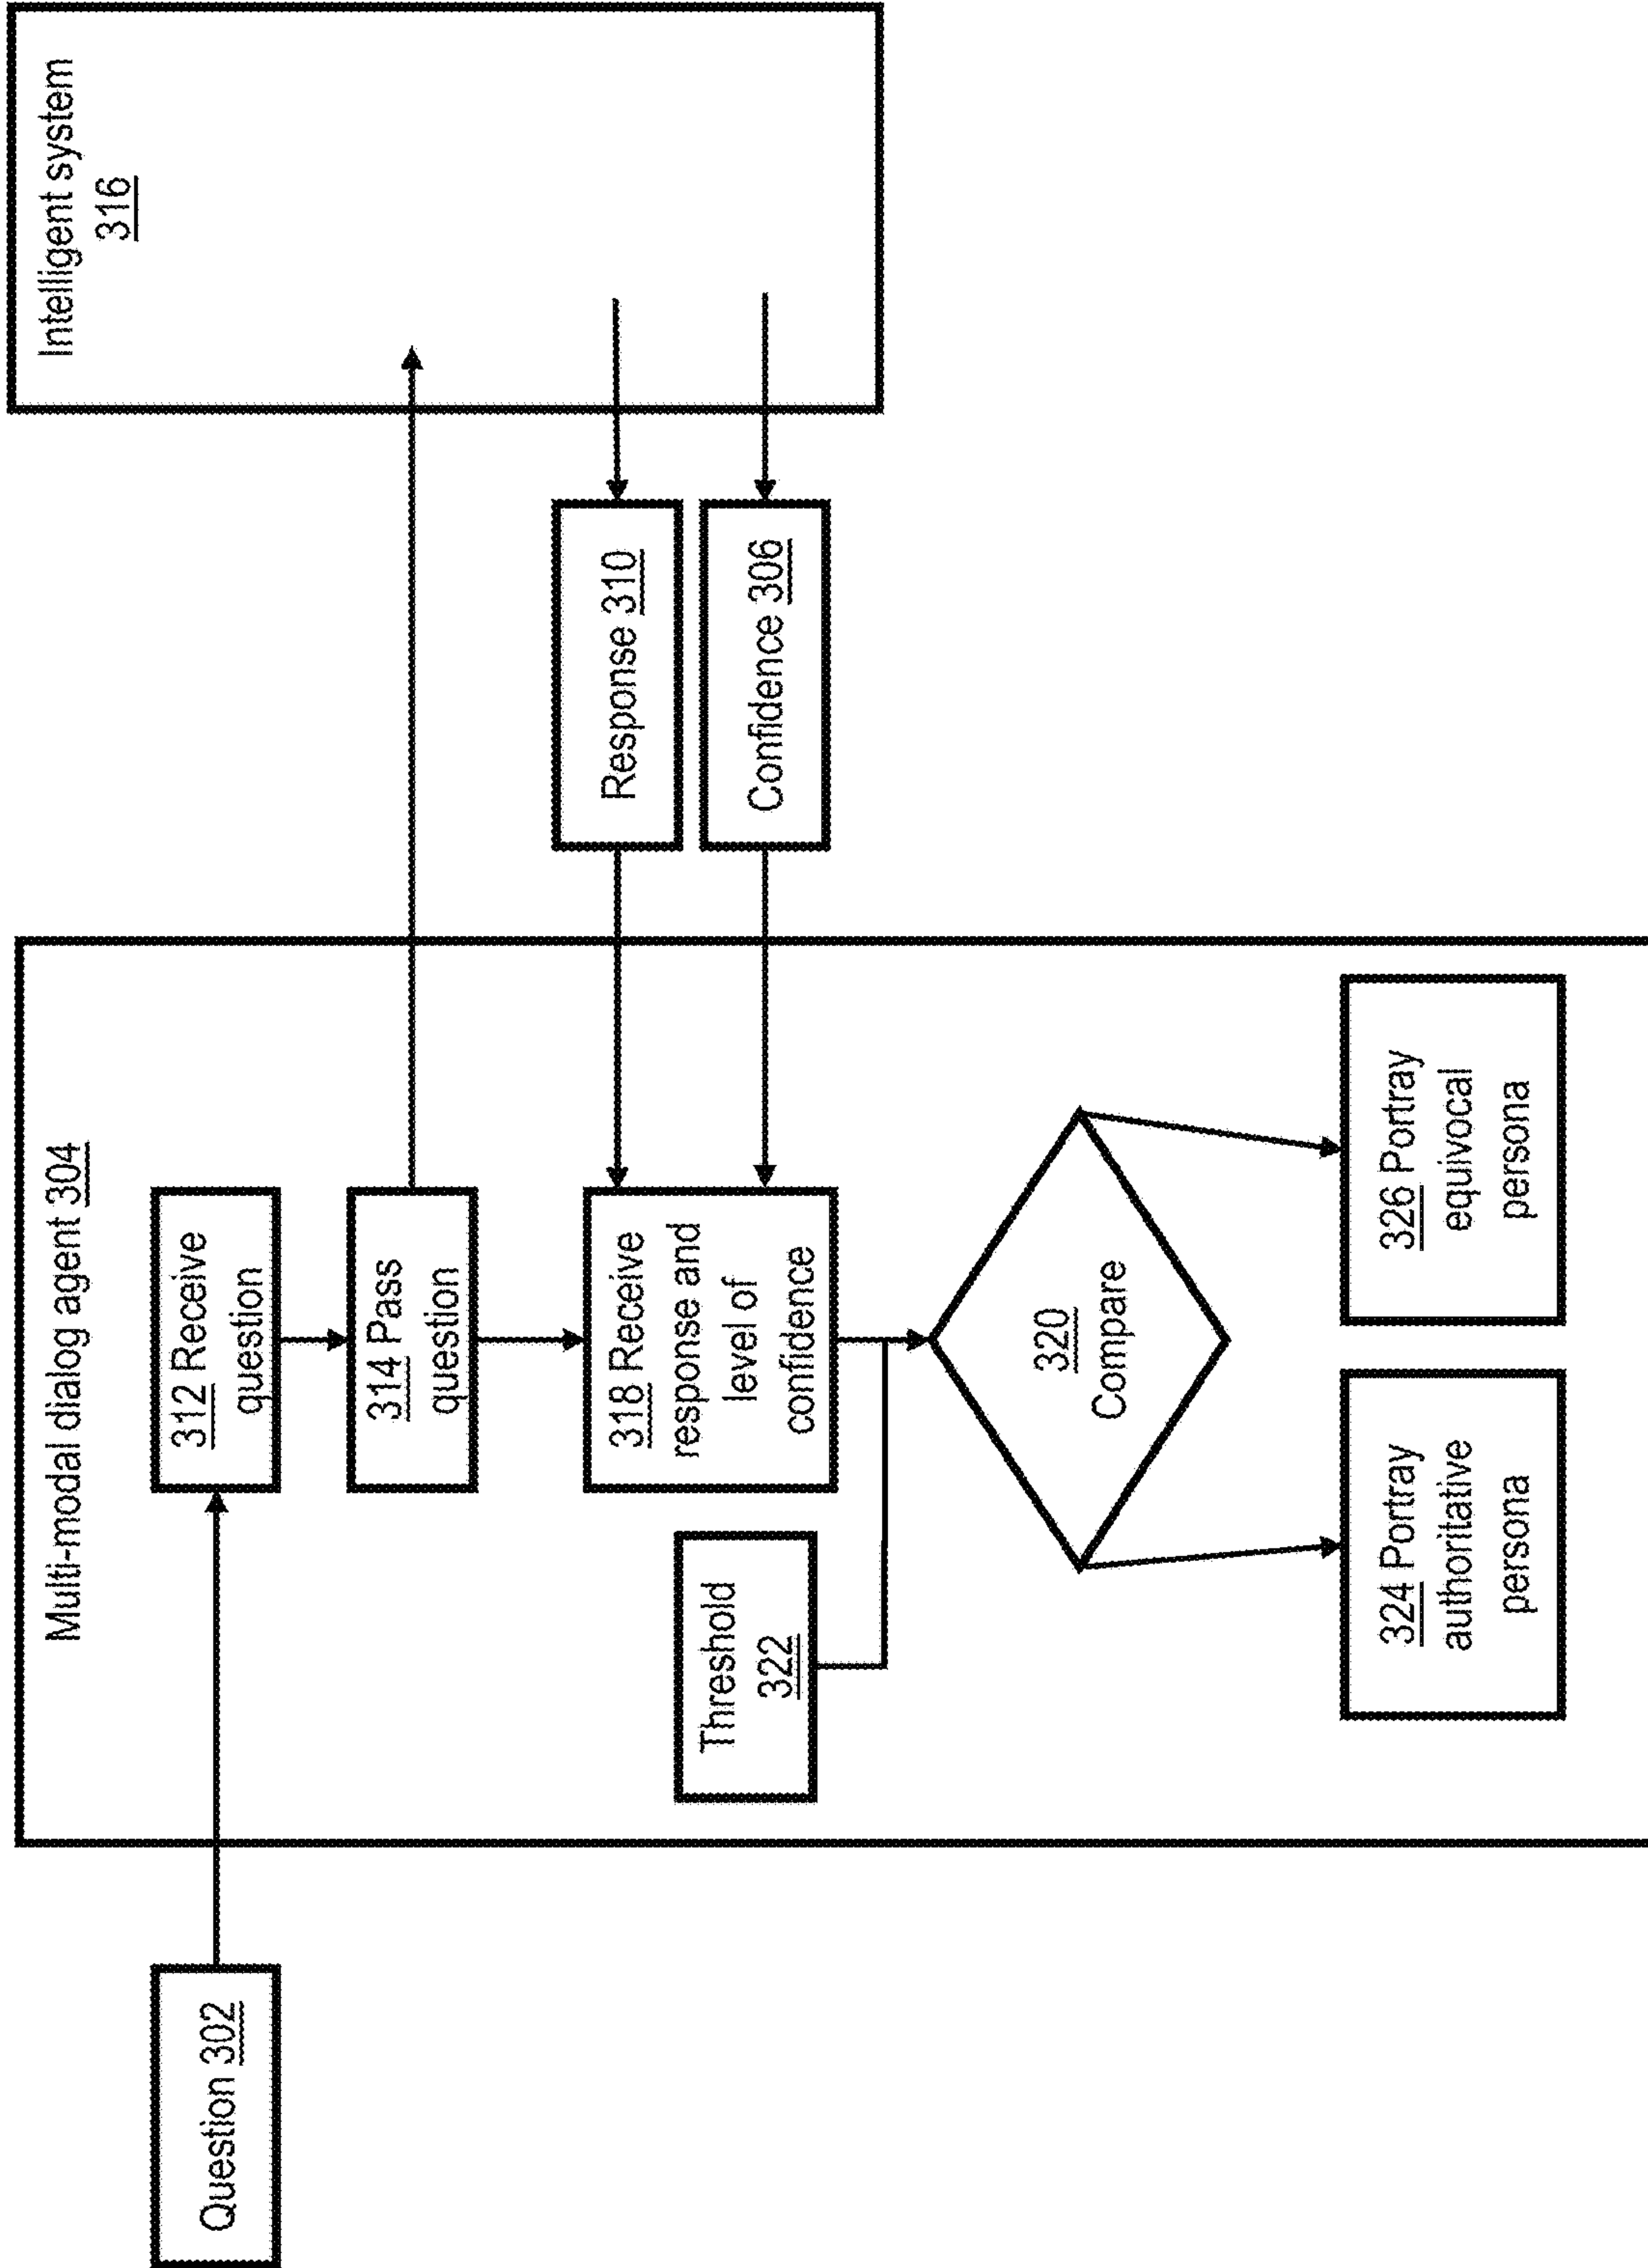 Question 302
Multi-modal dialog agent 304
312 Receive
question
314 Pass
question
318 Receive
response and
level of
confidence
Threshold
322
320
Compare
324 Portray
authoritative
persona
326 Portray
equivocal
persona
Response 310
Confidence 306
Intelligent system
316